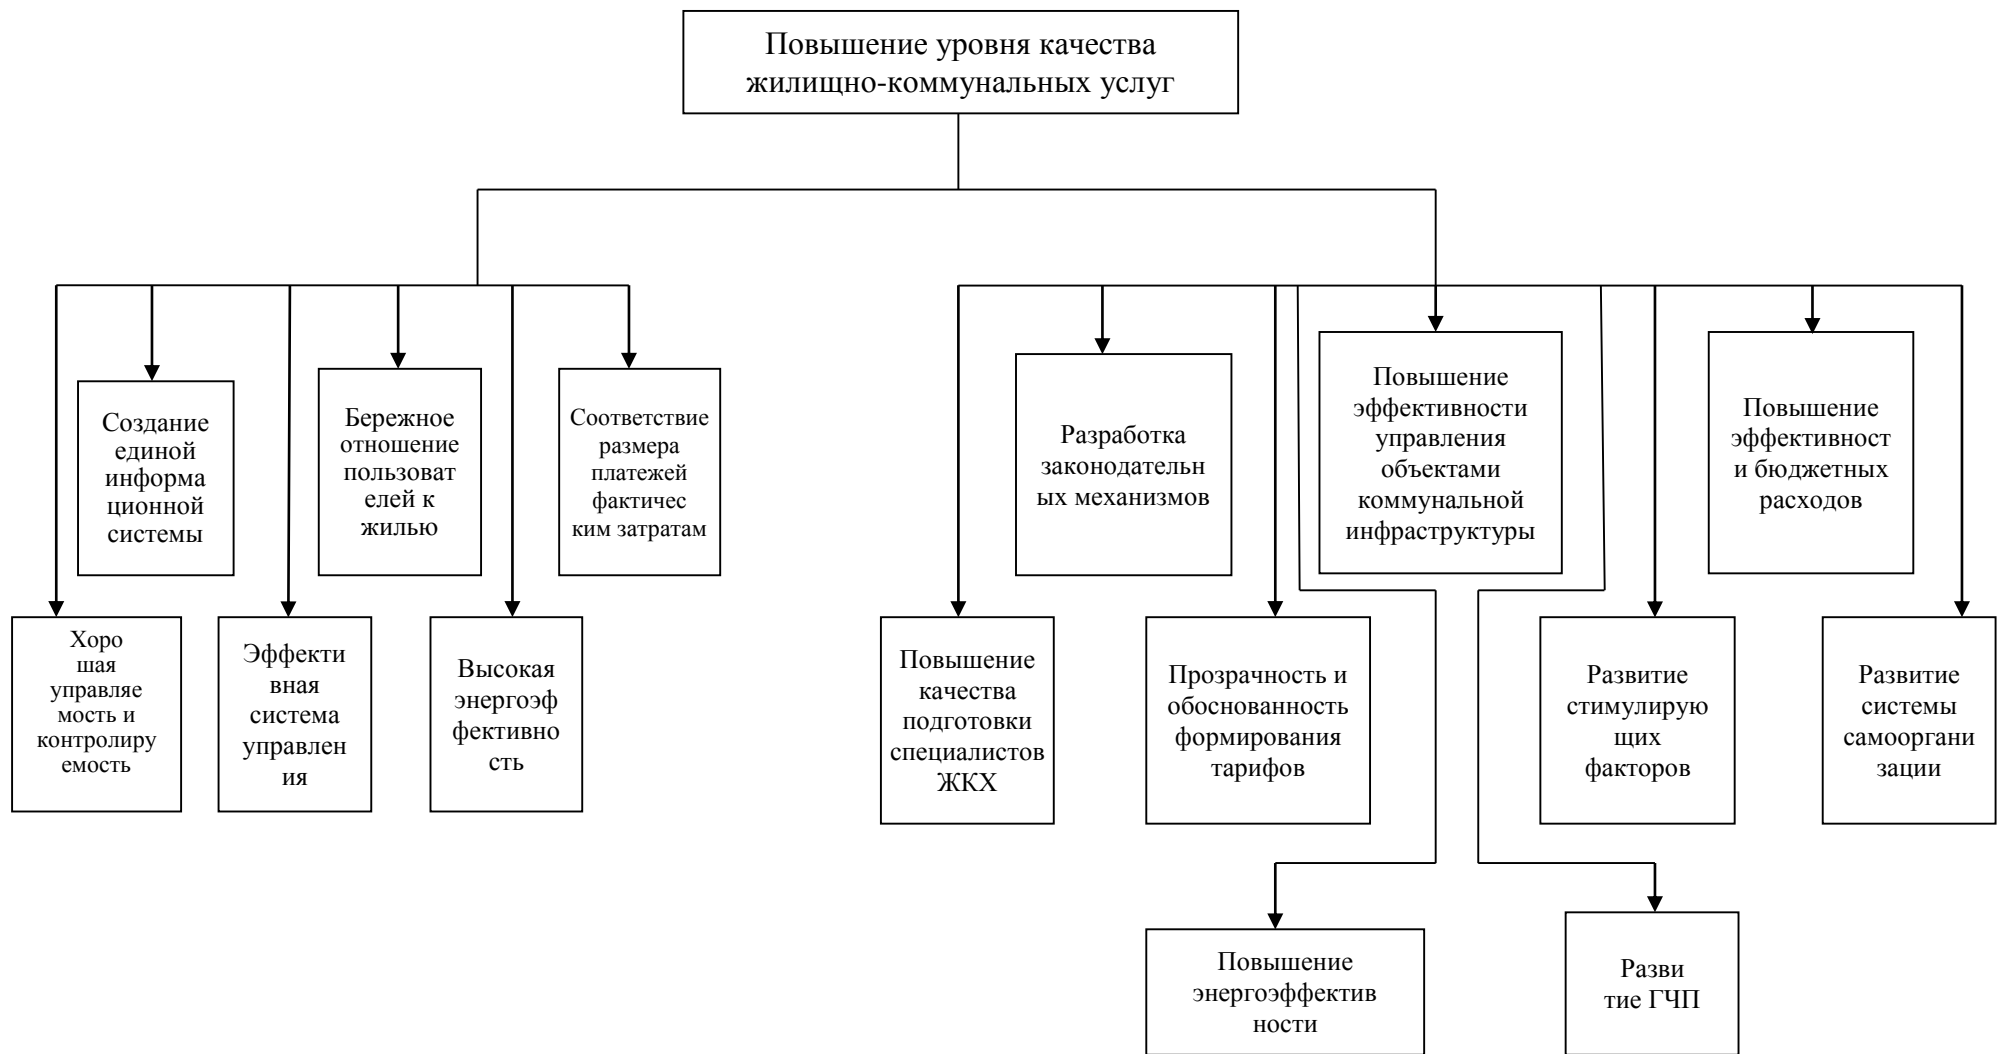 Повышение уровня качества
жилищно-коммунальных услуг
Создание
единой
информа
ционной
системы
Бережное
отношение
пользоват
елей к
жилью
Соответствие
размера
платежей
фактичес
ким затратам
Разработка
законодательн
ых механизмов
Повышение
эффективности
управления
объектами
коммунальной
инфраструктуры
Повышение
эффективност
и бюджетных
расходов
Хоро
шая
управляе
мость и
контролиру
емость
Эффекти
вная
система
управлен
ия
Высокая
энергоэф
фективно
сть
Повышение
качества
подготовки
специалистов
ЖКХ
Прозрачность и
обоснованность
формирования
тарифов
Развитие
стимулирую
щих
факторов
Развитие
системы
самооргани
зации
Повышение
энергоэффектив
ности
Разви
тие ГЧП